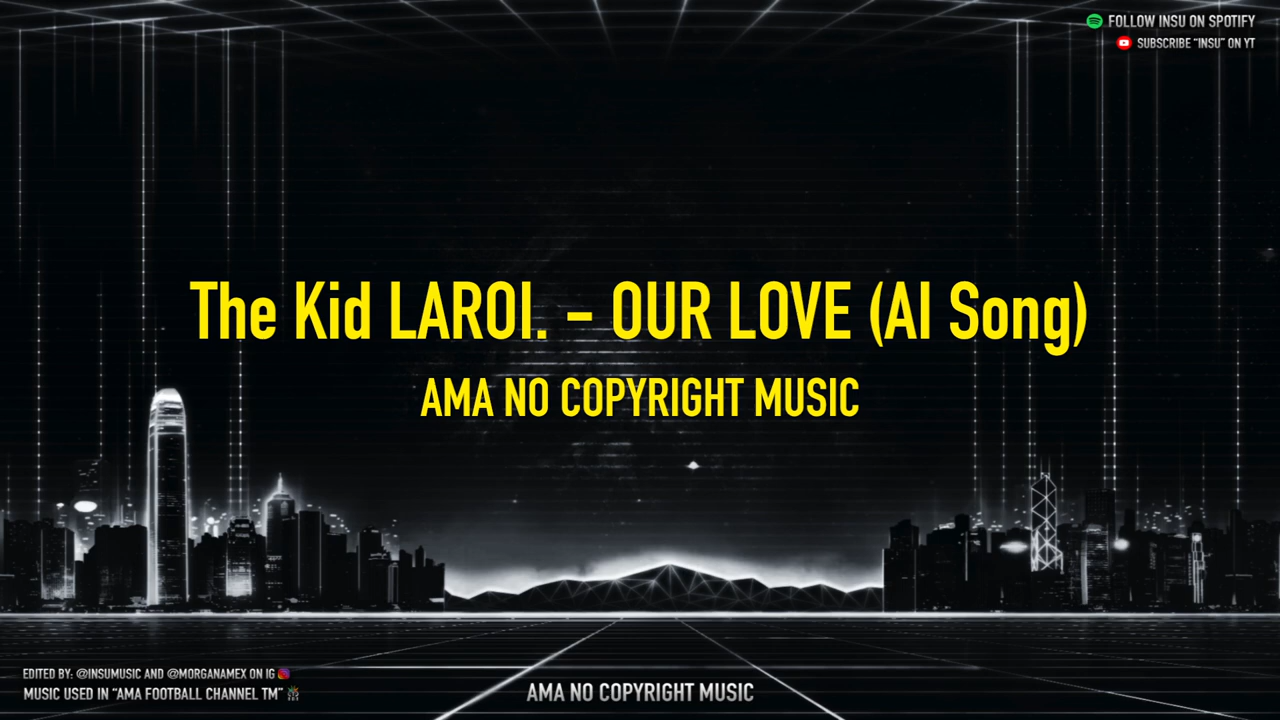 FOLLOW INSU ON SPOTIFY
SUBSCRIBE "INSU" ON YT
The Kid LAROI. - OUR LOVE (AI Song)
AMA NO COPYRIGHT MUSIC
EDITED BY: @INSUMUSIC AND @MORGANAMEX ON IG
MUSIC USED IN "AMA FOOTBALL CHANNEL TM"
AMA NO COPYRIGHT MUSIC